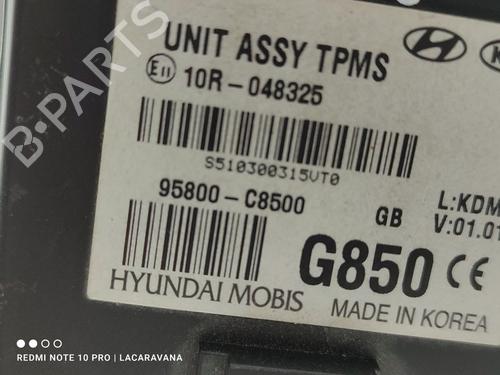 B-PARTS
UNIT ASSY TPMS
E11 10R-048325
S510300315VT0
95800-C8500 GB
L:KDM
V:01.01
G850 CE
HYUNDAI MOBIS
MADE IN KOREA
REDMI NOTE 10 PRO | LACARAVANA